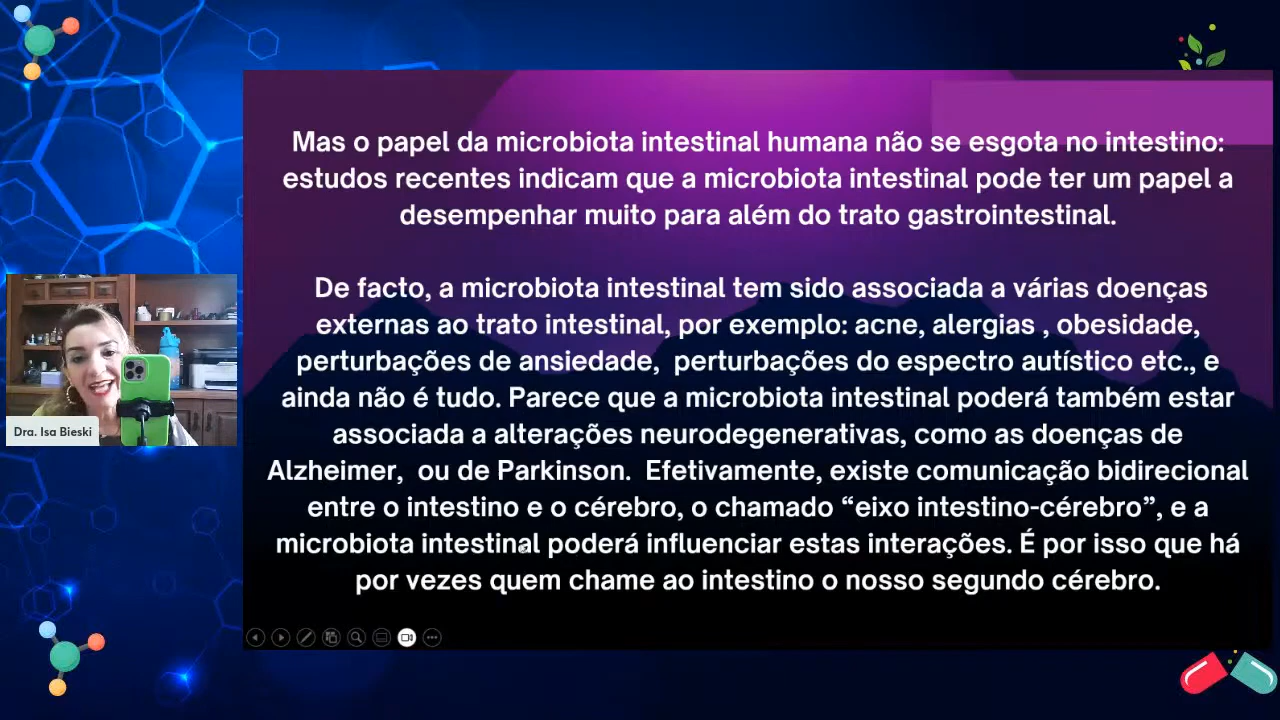 Mas o papel da microbiota intestinal humana não se esgota no intestino:
estudos recentes indicam que a microbiota intestinal pode ter um papel a
desempenhar muito para além do trato gastrointestinal.
De facto, a microbiota intestinal tem sido associada a várias doenças
externas ao trato intestinal, por exemplo: acne, alergias , obesidade,
perturbações de ansiedade,  perturbações do espectro autístico etc., e
ainda não é tudo. Parece que a microbiota intestinal poderá também estar
associada a alterações neurodegenerativas, como as doenças de
Alzheimer,  ou de Parkinson.  Efetivamente, existe comunicação bidirecional
entre o intestino e o cérebro, o chamado “eixo intestino-cérebro”, e a
microbiota intestinal poderá influenciar estas interações. É por isso que há
por vezes quem chame ao intestino o nosso segundo cérebro.
Dra. Isa Bieski